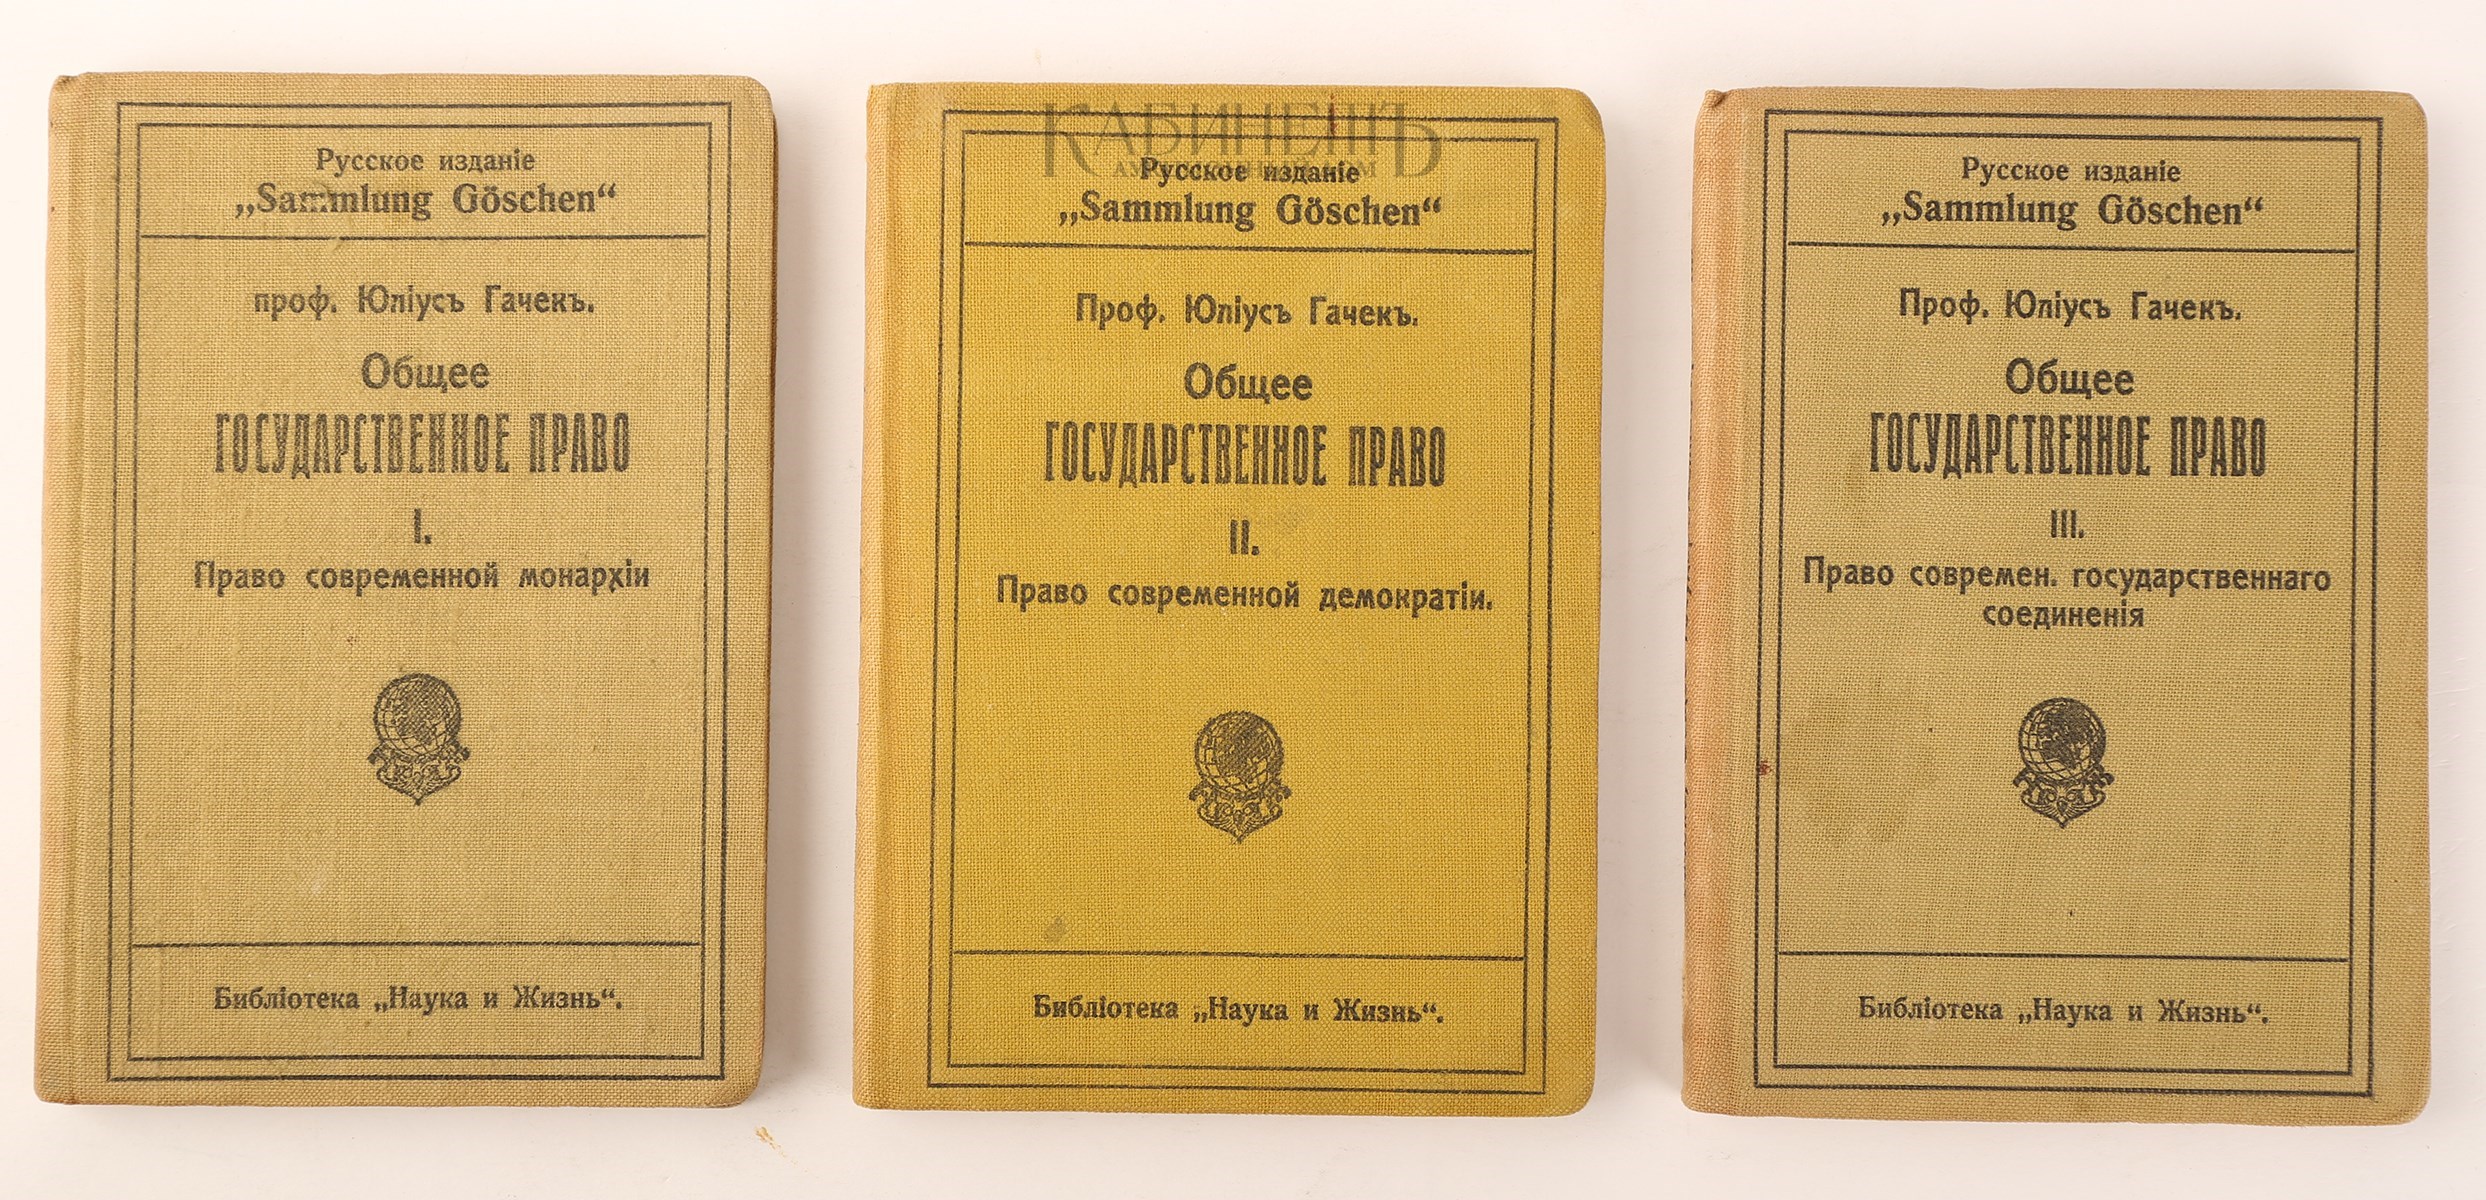 Русское изданіе
„Sammlung Göschen“
проф. Юліусъ Гачекъ.
Общее
ГОСУДАРСТВЕННОЕ ПРАВО
I.
Право современной монархіи
Библіотека „Наука и Жизнь“.
КАБИНЕТЪ
АУКЦИОННЫЙ ДОМ
Русское изданіе
„Sammlung Göschen“
Проф. Юліусъ Гачекъ.
Общее
ГОСУДАРСТВЕННОЕ ПРАВО
II.
Право современной демократіи.
Библіотека „Наука и Жизнь“.
Русское изданіе
„Sammlung Göschen“
Проф. Юліусъ Гачекъ.
Общее
ГОСУДАРСТВЕННОЕ ПРАВО
III.
Право современ. государственнаго
соединенія
Библіотека „Наука и Жизнь“.